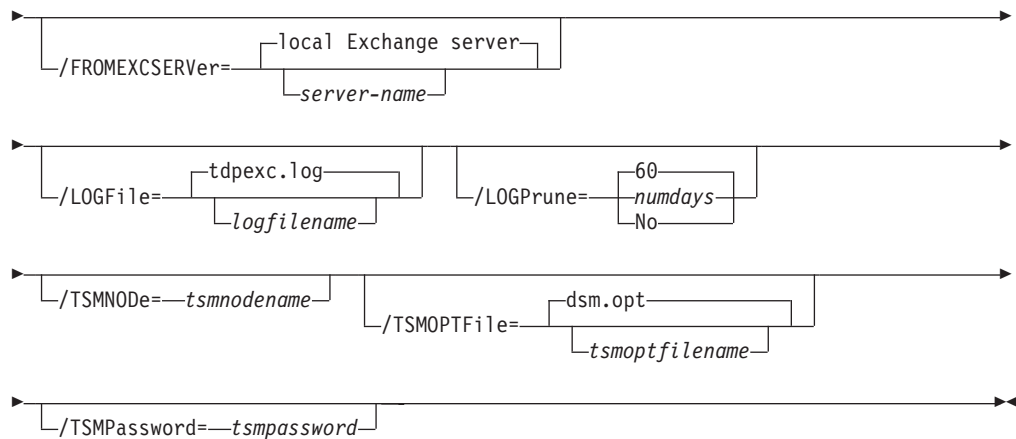 local Exchange server
/FROMEXCSERVer=
server-name
tdpexc.log
60
/LOGFile=
/LOGPrune=
numdays
logfilename
No
/TSMNODe= tsmnodename
dsm.opt
/TSMOPTFile=
tsmoptfilename
/TSMPassword= tsmpassword